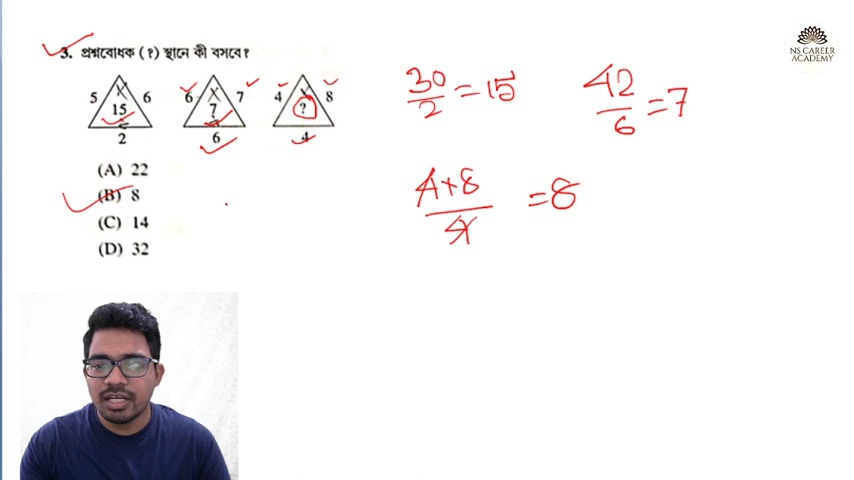 NS CAREER
ACADEMY
3. প্রশ্নবোধক (?) স্থানে কী বসবে?
5 X 6 6 X 7 4 X 8
15 7 ?
2 6 4
(A) 22
(B) 8
(C) 14
(D) 32
30/2 = 15
42/6 = 7
4×8/4 = 8